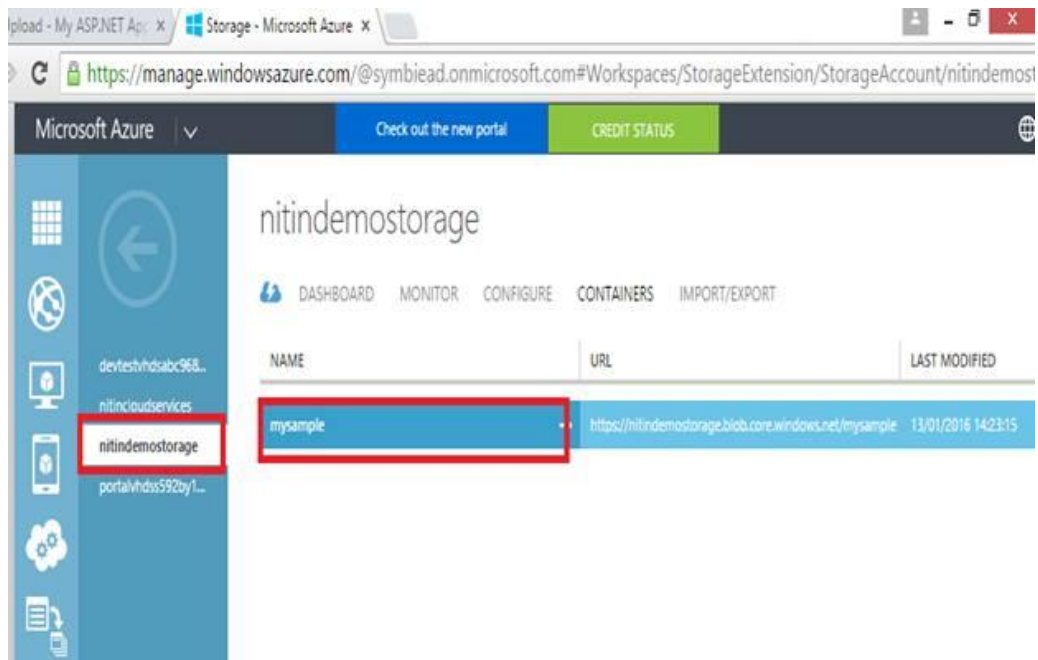 pload - My ASP.NET Ap
Storage - Microsoft Azure
https://manage.windowsazure.com/@symbiead.onmicrosoft.com#Workspaces/StorageExtension/StorageAccount/nitindemost
Microsoft Azure
Check out the new portal
CREDIT STATUS
nitindemostorage
DASHBOARD MONITOR CONFIGURE CONTAINERS IMPORT/EXPORT
devtestvhdsabc968...
nitincloudservices
nitindemostorage
portalvhdss592by1...
NAME URL LAST MODIFIED
mysample https://nitindemostorage.blob.core.windows.net/mysample 13/01/2016 14:23:15